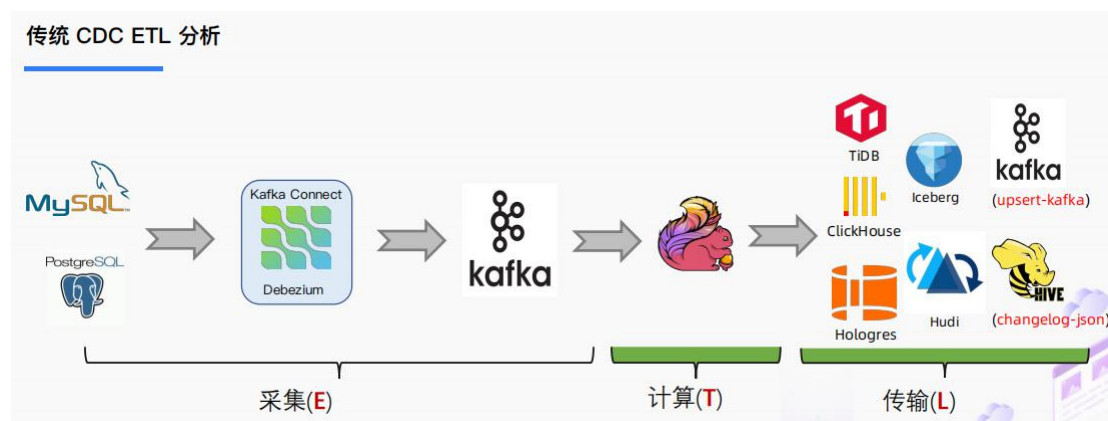 传统 CDC ETL 分析
MySQL
PostgreSQL
Kafka Connect
Debezium
kafka
TiDB
ClickHouse
Hologres
Iceberg
Hudi
kafka
(upsert-kafka)
HIVE
(changelog-json)
采集(E)
计算(T)
传输(L)